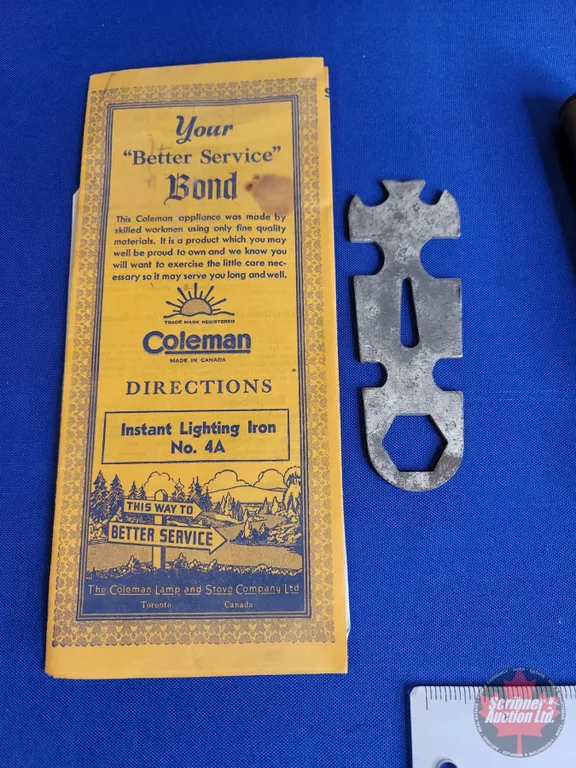 Your
"Better Service"
Bond
This Coleman appliance was made by
skilled workmen using only fine quality
materials. It is a product which you may
well be proud to own and we know you
will want to exercise the little care nec-
essary so it may serve you long and well.
TRADE MARK REGISTERED
Coleman
MADE IN CANADA
DIRECTIONS
Instant Lighting Iron
No. 4A
THIS WAY TO
BETTER SERVICE
The Coleman Lamp and Stove Company Ltd
Toronto Canada
Scribner
Auction Ltd.